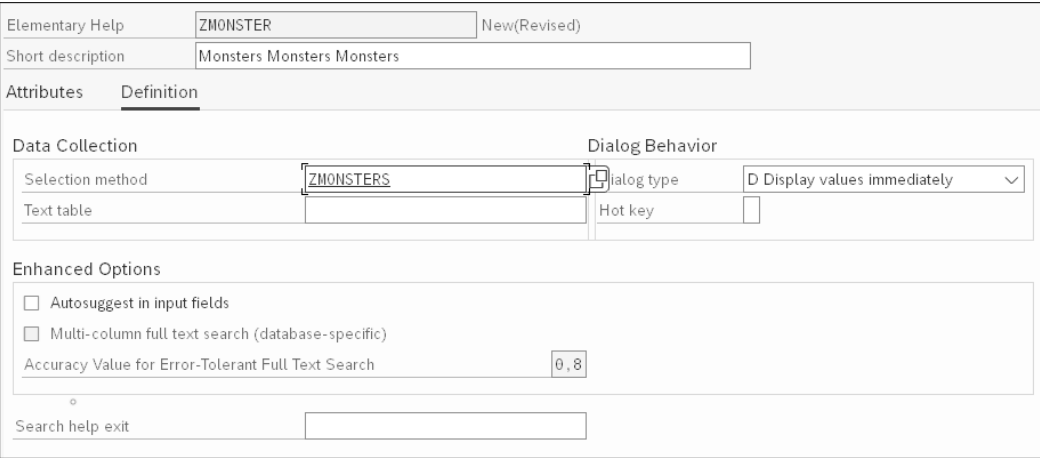 Elementary Help ZMONSTER New(Revised)
Short description Monsters Monsters Monsters
Attributes Definition
Data Collection Dialog Behavior
Selection method ZMONSTERS ialog type D Display values immediately
Text table Hot key
Enhanced Options
Autosuggest in input fields
Multi-column full text search (database-specific)
Accuracy Value for Error-Tolerant Full Text Search 0,8
Search help exit